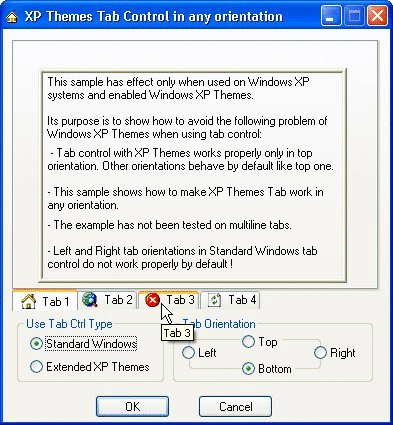 XP Themes Tab Control in any orientation
This sample has effect only when used on Windows XP
systems and enabled Windows XP Themes.
Its purpose is to show how to avoid the following problem of
Windows XP Themes when using tab control:
- Tab control with XP Themes works properly only in top
orientation. Other orientations behave by default like top one.
- This sample shows how to make XP Themes Tab work in
any orientation.
- The example has not been tested on multiline tabs.
- Left and Right tab orientations in Standard Windows tab
control do not work properly by default !
Tab 1 Tab 2 Tab 3 Tab 4
Tab 3
Use Tab Ctrl Type
Standard Windows
Extended XP Themes
Tab Orientation
Top
Left Right
Bottom
OK Cancel